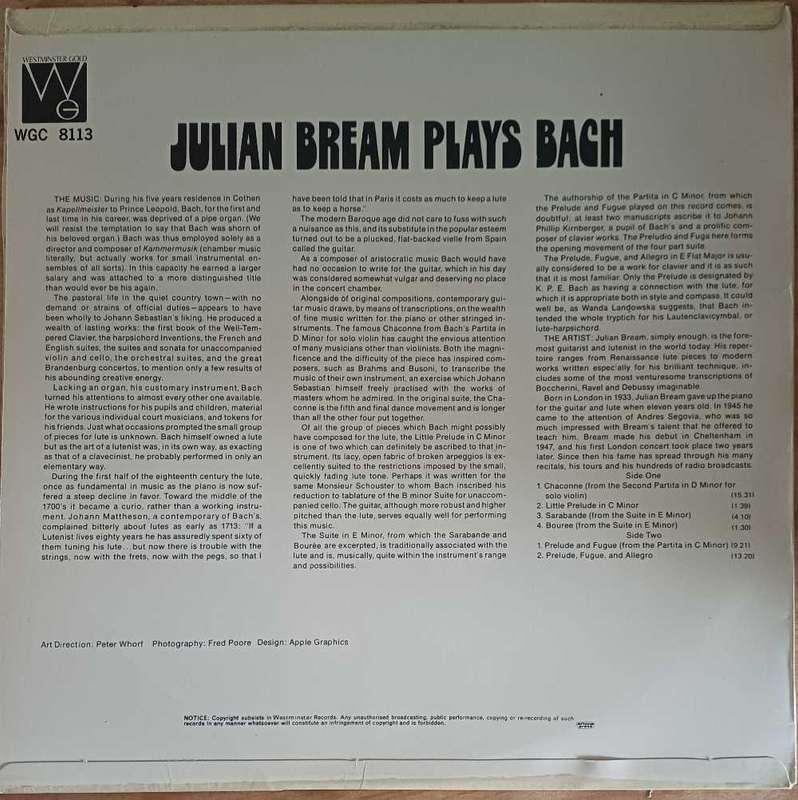 WESTMINSTER GOLD
WG
WGC 8113
JULIAN BREAM PLAYS BACH
THE MUSIC: During his five years residence in Cothen
as Kapellmeister to Prince Leopold, Bach, for the first and
last time in his career, was deprived of a pipe organ. (We
will resist the temptation to say that Bach was shorn of
his beloved organ.) Bach was thus employed solely as a
director and composer of Kammermusik (chamber music
literally, but actually works for small instrumental en-
sembles of all sorts). In this capacity he earned a larger
salary and was attached to a more distinguished title
than would ever be his again.
The pastoral life in the quiet country town—with no
demand or strains of official duties—appears to have
been wholly to Johann Sebastian's liking. He produced a
wealth of lasting works: the first book of the Well-Tem-
pered Clavier, the harpsichord Inventions, the French and
English suites, the suites and sonata for unaccompanied
violin and cello, the orchestral suites, and the great
Brandenburg concertos, to mention only a few results of
his abounding creative energy.
Lacking an organ, his customary instrument, Bach
turned his attentions to almost every other one available.
He wrote instructions for his pupils and children, material
for the various individual court musicians, and tokens for
his friends. Just what occasions prompted the small group
of pieces for lute is unknown. Bach himself owned a lute
but as the art of a lutenist was, in its own way, as exacting
as that of a clavecinist, he probably performed in only an
elementary way.
During the first half of the eighteenth century the lute,
once as fundamental in music as the piano is now suf-
fered a steep decline in favor. Toward the middle of the
1700's it became a curio, rather than a working instru-
ment. Johann Mattheson, a contemporary of Bach's,
complained bitterly about lutes as early as 1713: "If a
Lutenist lives eighty years he has assuredly spent sixty of
them tuning his lute... but now there is trouble with the
strings, now with the frets, now with the pegs, so that I
have been told that in Paris it costs as much to keep a lute
as to keep a horse."
The modern Baroque age did not care to fuss with such
a nuisance as this, and its substitute in the popular esteem
turned out to be a plucked, flat-backed vielle from Spain
called the guitar.
As a composer of aristocratic music Bach would have
had no occasion to write for the guitar, which in his day
was considered somewhat vulgar and deserving no place
in the concert chamber.
Alongside of original compositions, contemporary gui-
tar music draws, by means of transcriptions, on the wealth
of fine music written for the piano or other stringed in-
struments. The famous Chaconne from Bach's Partita in
D Minor for solo violin has caught the envious attention
of many musicians other than violinists. Both the magni-
ficence and the difficulty of the piece has inspired com-
posers, such as Brahms and Busoni, to transcribe the
music of their own instrument, an exercise which Johann
Sebastian himself freely practised with the works of
masters whom he admired. In the original suite, the Cha-
conne is the fifth and final dance movement and is longer
than all the other four put together.
Of all the group of pieces which Bach might possibly
have composed for the lute, the Little Prelude in C Minor
is one of two which can definitely be ascribed to that in-
strument. Its lacy, open fabric of broken arpeggios is ex-
cellently suited to the restrictions imposed by the small,
quickly fading lute tone. Perhaps it was written for the
same Monsieur Schouster to whom Bach inscribed his
reduction to tablature of the B minor Suite for unaccom-
panied cello. The guitar, although more robust and higher
pitched than the lute, serves equally well for performing
this music.
The Suite in E Minor, from which the Sarabande and
Bourée are excerpted, is traditionally associated with the
lute and is, musically, quite within the instrument's range
and possibilities.
The authorship of the Partita in C Minor, from which
the Prelude and Fugue played on this record comes, is
doubtful; at least two manuscripts ascribe it to Johann
Phillip Kirnberger, a pupil of Bach's and a prolific com-
poser of clavier works. The Preludio and Fuga here forms
the opening movement of the four part suite.
The Prelude, Fugue, and Allegro in E Flat Major is usu-
ally considered to be a work for clavier and it is as such
that it is most familiar. Only the Prelude is designated by
K. P. E. Bach as having a connection with the lute, for
which it is appropriate both in style and compass. It could
well be, as Wanda Landowska suggests, that Bach in-
tended the whole tryptich for his Lautenclavicymbal, or
lute-harpsichord.
THE ARTIST: Julian Bream, simply enough, is the fore-
most guitarist and lutenist in the world today. His reper-
toire ranges from Renaissance lute pieces to modern
works written especially for his brilliant technique, in-
cludes some of the most venturesome transcriptions of
Boccherini, Ravel and Debussy imaginable.
Born in London in 1933, Julian Bream gave up the piano
for the guitar and lute when eleven years old. In 1945 he
came to the attention of Andres Segovia, who was so
much impressed with Bream's talent that he offered to
teach him. Bream made his debut in Cheltenham in
1947, and his first London concert took place two years
later. Since then his fame has spread through his many
recitals, his tours and his hundreds of radio broadcasts.
Side One
1. Chaconne (from the Second Partita in D Minor for
solo violin) (15.31)
2. Little Prelude in C Minor (1.39)
3. Sarabande (from the Suite in E Minor) (4.10)
4. Bouree (from the Suite in E Minor) (1.30)
Side Two
1. Prelude and Fugue (from the Partita in C Minor) (9.21)
2. Prelude, Fugue, and Allegro (13.20)
Art Direction: Peter Whorf Photography: Fred Poore Design: Apple Graphics
NOTICE: Copyright subsists in Westminster Records. Any unauthorised broadcasting, public performance, copying or re-recording of such
records in any manner whatsoever will constitute an infringement of copyright and is forbidden.